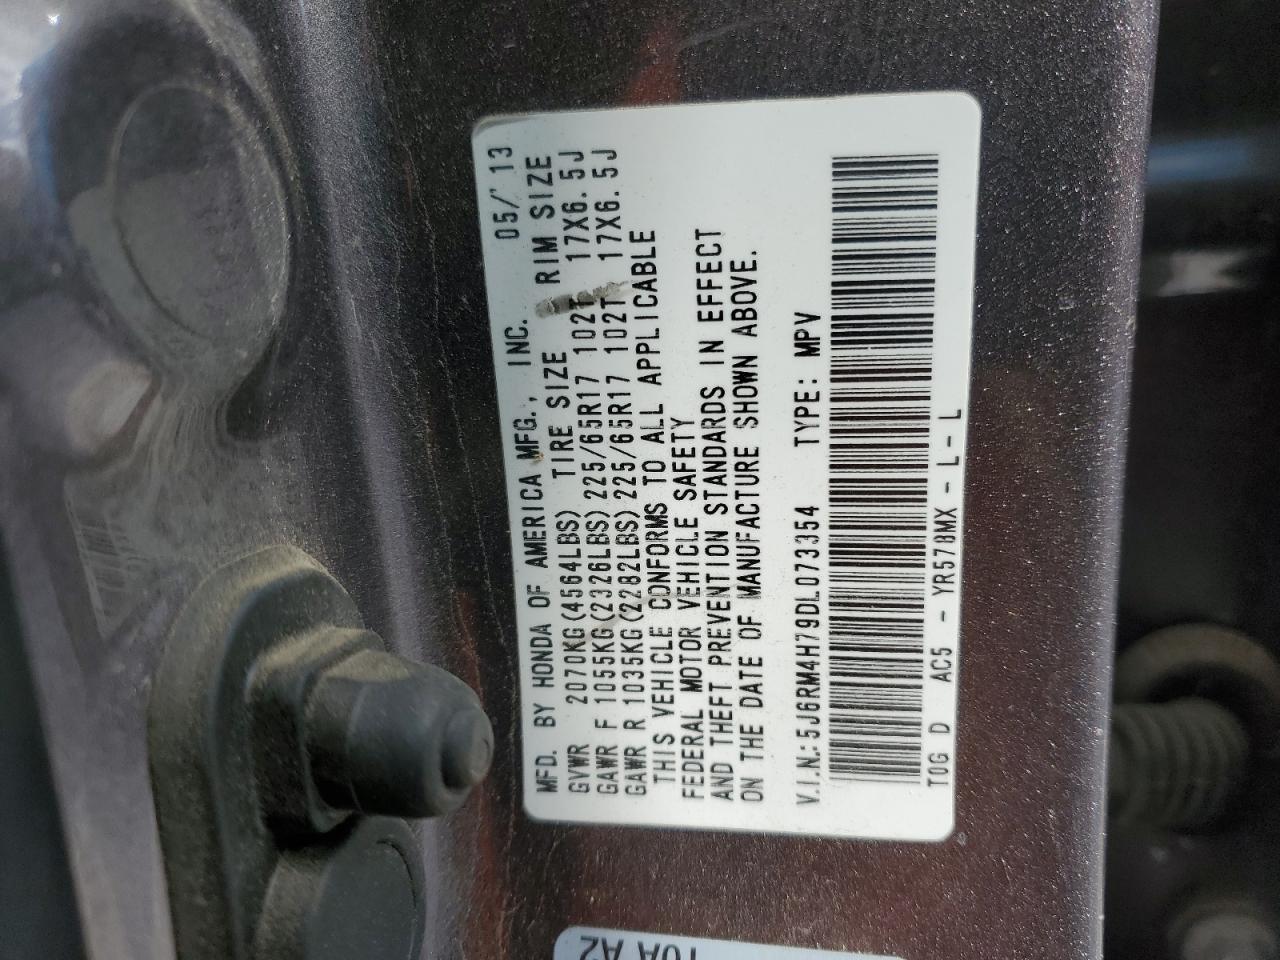 MFD. BY HONDA OF AMERICA MFG., INC. 05/'13
GVWR 2070KG(4564LBS) TIRE SIZE RIM SIZE
GAWR F 1055KG(2326LBS)225/65R17 102T 17X6.5J
GAWR R 1035KG(2282LBS)225/65R17 102T 17X6.5J
THIS VEHICLE CONFORMS TO ALL APPLICABLE
FEDERAL MOTOR VEHICLE SAFETY
AND THEFT PREVENTION STANDARDS IN EFFECT
ON THE DATE OF MANUFACTURE SHOWN ABOVE.
V.I.N.:5J6RM4H79DL073354 TYPE: MPV
T0G D AC5 - YR578MX - L - L
10A A2